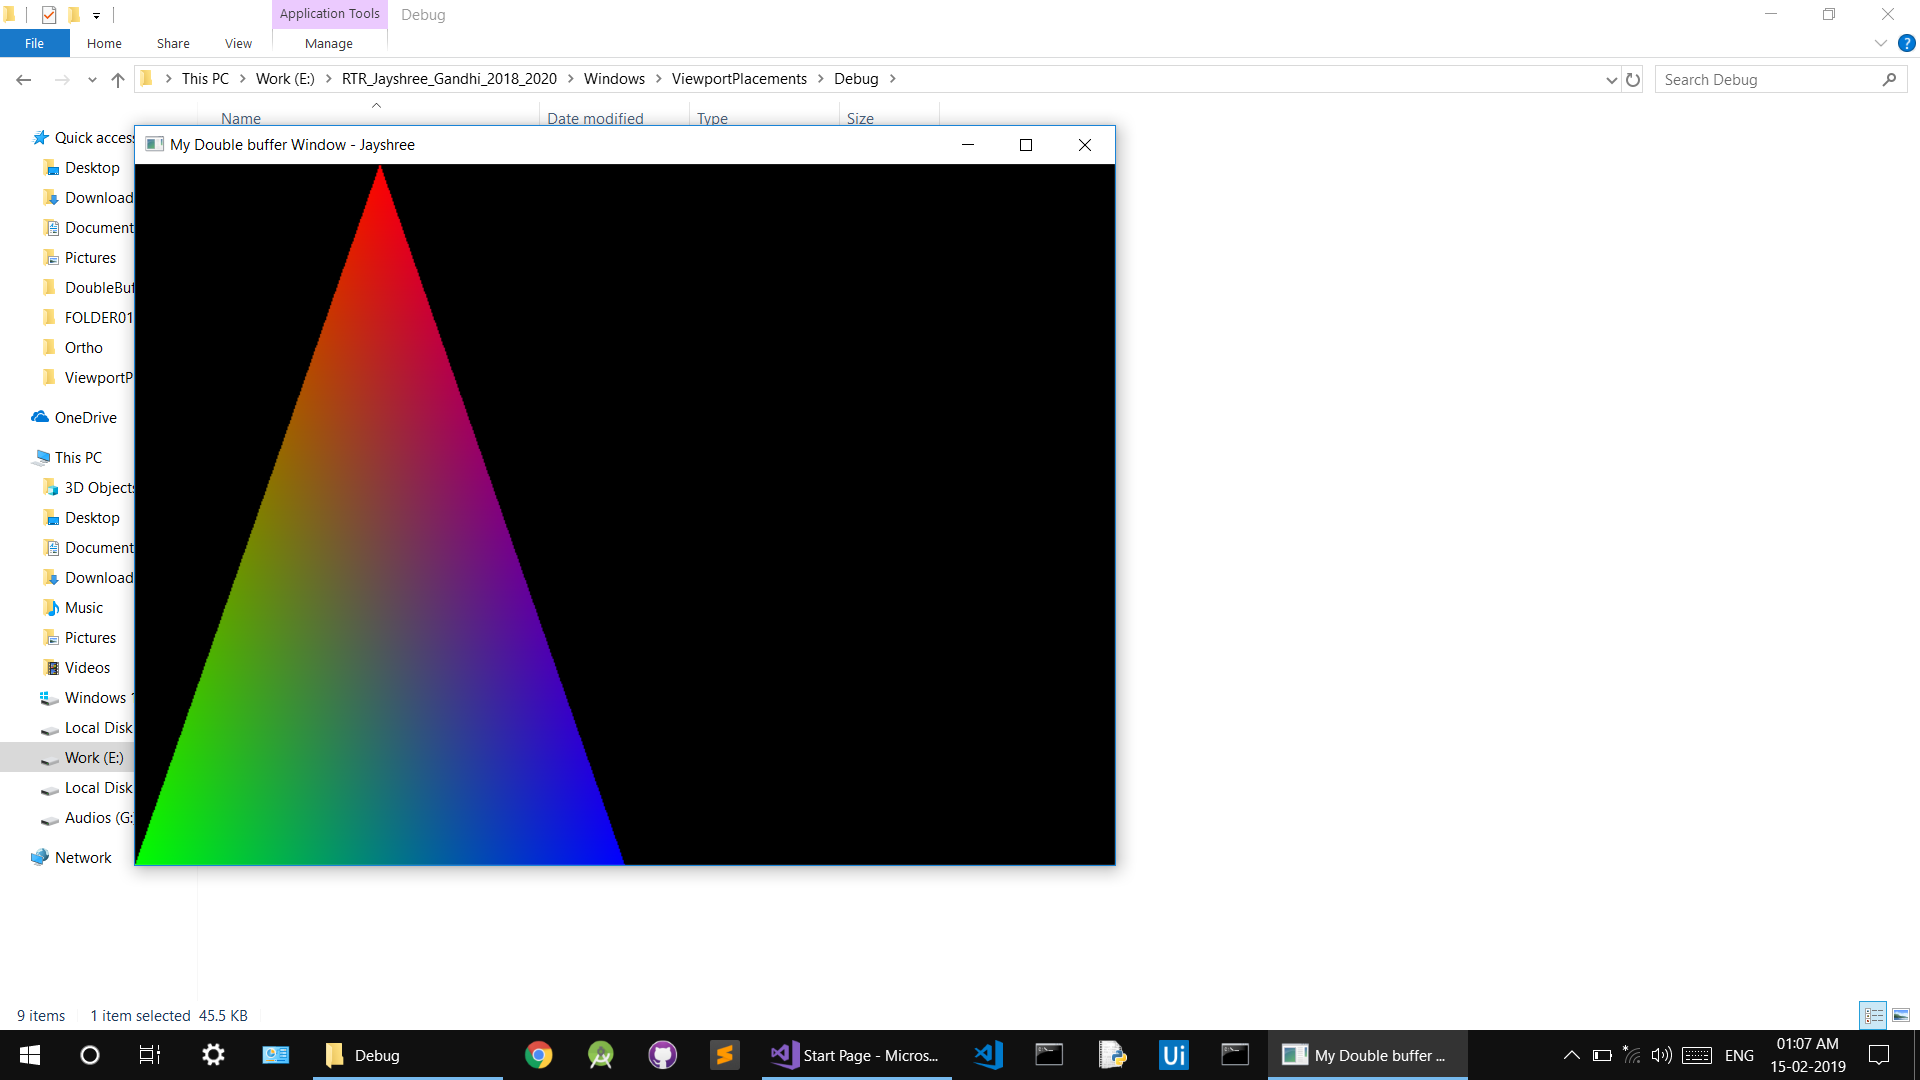 Application Tools
Debug
File
Home
Share
View
Manage
?
This PC
Work (E:)
RTR_Jayshree_Gandhi_2018_2020
Windows
ViewportPlacements
Debug
Search Debug
Name
Date modified
Type
Size
My Double buffer Window - Jayshree
Quick access
Desktop
Download
Document
Pictures
DoubleBuf
FOLDER01
Ortho
ViewportP
OneDrive
This PC
3D Objects
Desktop
Document
Download
Music
Pictures
Videos
Windows 1
Local Disk
Work (E:)
Local Disk
Audios (G:
Network
9 items
1 item selected 45.5 KB
Debug
Start Page - Micros...
Ui
My Double buffer ...
ENG
01:07 AM
15-02-2019